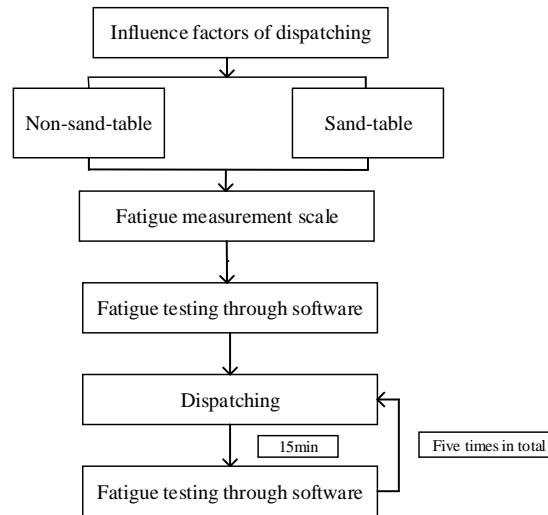 Influence factors of dispatching
Non-sand-table
Sand-table
Fatigue measurement scale
Fatigue testing through software
Dispatching
15min
Five times in total
Fatigue testing through software